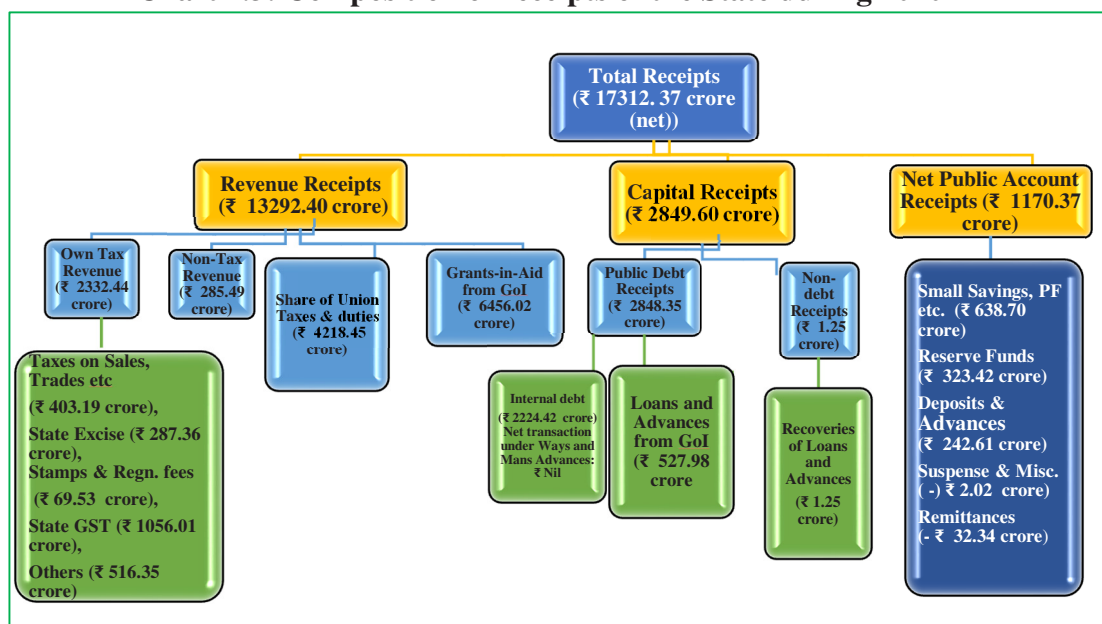 Total Receipts
(₹ 17312. 37 crore
(net))
Revenue Receipts
(₹ 13292.40 crore)
Capital Receipts
(₹ 2849.60 crore)
Net Public Account
Receipts (₹ 1170.37
crore)
Own Tax
Revenue
(₹ 2332.44
crore)
Non-Tax
Revenue
(₹ 285.49
crore)
Share of Union
Taxes & duties
(₹ 4218.45
crore)
Grants-in-Aid
from GoI
(₹ 6456.02
crore)
Public Debt
Receipts
(₹ 2848.35
crore)
Non-
debt
Receipts
(₹ 1.25
crore)
Taxes on Sales,
Trades etc
(₹ 403.19 crore),
State Excise (₹ 287.36
crore),
Stamps & Regn. fees
(₹ 69.53 crore),
State GST (₹ 1056.01
crore),
Others (₹ 516.35
crore)
Internal debt
(₹ 2224.42 crore)
Net transaction
under Ways and
Mans Advances:
₹ Nil
Loans and
Advances
from GoI
(₹ 527.98
crore
Recoveries
of Loans
and
Advances
(₹ 1.25
crore)
Small Savings, PF
etc. (₹ 638.70
crore)
Reserve Funds
(₹ 323.42 crore)
Deposits &
Advances
(₹ 242.61 crore)
Suspense & Misc.
( -) ₹ 2.02 crore)
Remittances
(- ₹ 32.34 crore)